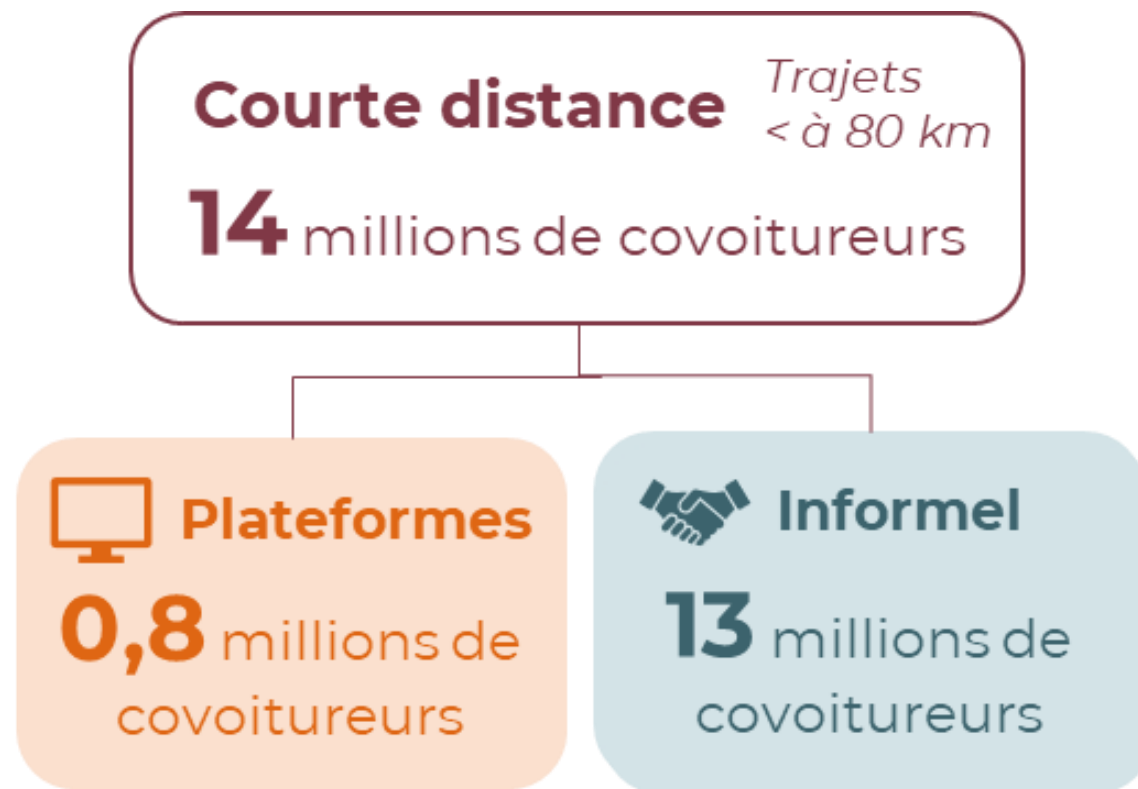 Courte distance
Trajets
< à 80 km
14 millions de covoitureurs
Plateformes
0,8 millions de
covoitureurs
Informel
13 millions de
covoitureurs